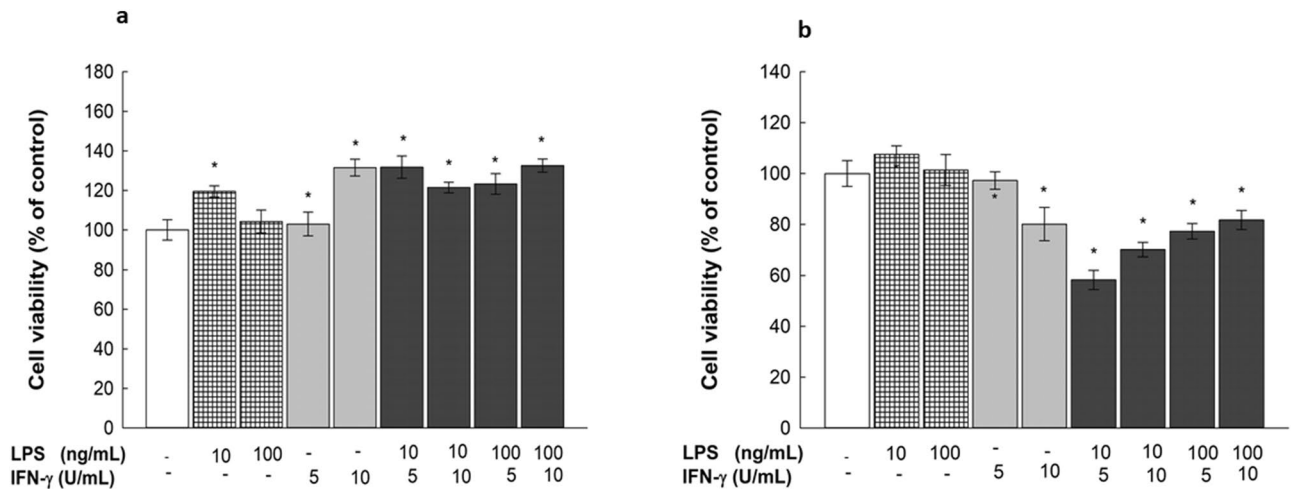 a
b
180
160
140
120
100
80
60
40
20
0
Cell viability (% of control)
* * * * * * *
LPS (ng/mL) - 10 100 - - 10 10 100 100
IFN-γ (U/mL) - - - 5 10 5 10 5 10
140
120
100
80
60
40
20
0
Cell viability (% of control)
* * * * * * *
LPS (ng/mL) - 10 100 - - 10 10 100 100
IFN-γ (U/mL) - - - 5 10 5 10 5 10